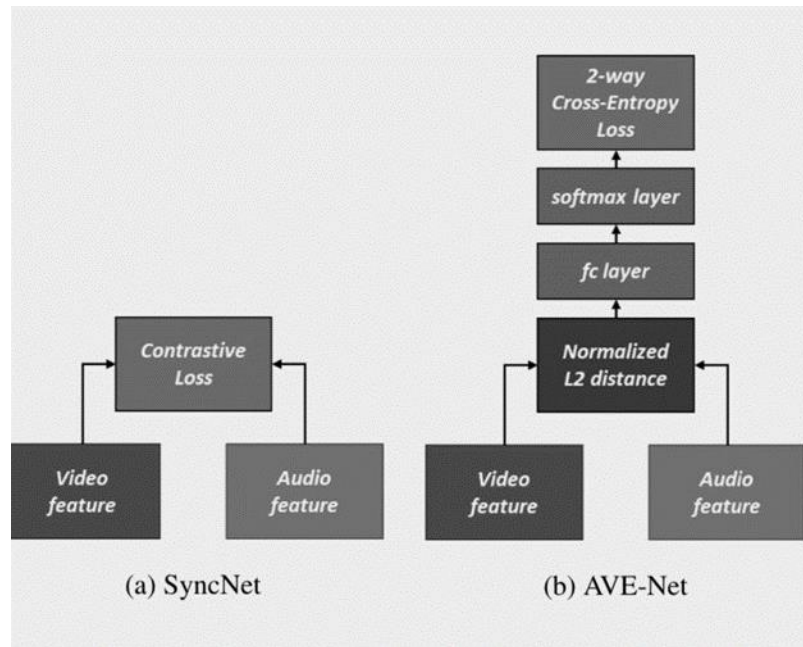 2-way
Cross-Entropy
Loss
softmax layer
fc layer
Contrastive
Loss
Normalized
L2 distance
Video
feature
Audio
feature
Video
feature
Audio
feature
(a) SyncNet
(b) AVE-Net